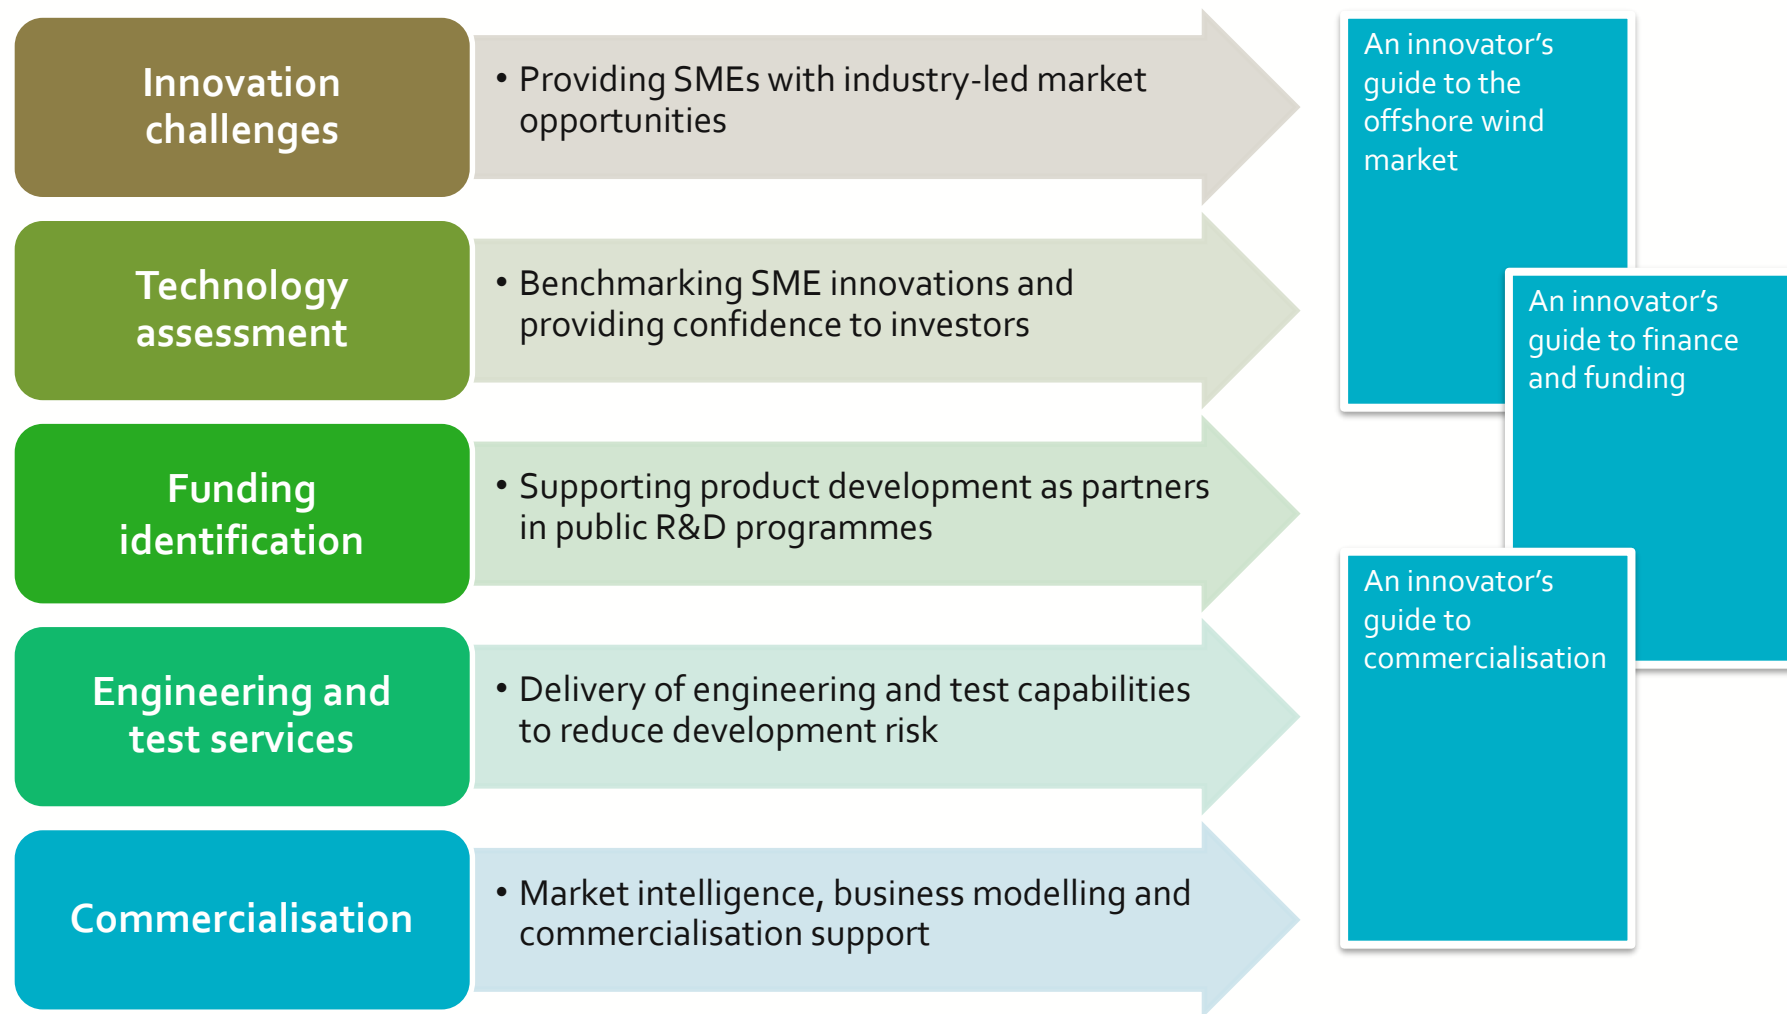 Innovation
challenges
• Providing SMEs with industry-led market
opportunities
Technology
assessment
• Benchmarking SME innovations and
providing confidence to investors
Funding
identification
• Supporting product development as partners
in public R&D programmes
Engineering and
test services
• Delivery of engineering and test capabilities
to reduce development risk
Commercialisation
• Market intelligence, business modelling and
commercialisation support
An innovator’s
guide to the
offshore wind
market
An innovator’s
guide to finance
and funding
An innovator’s
guide to
commercialisation